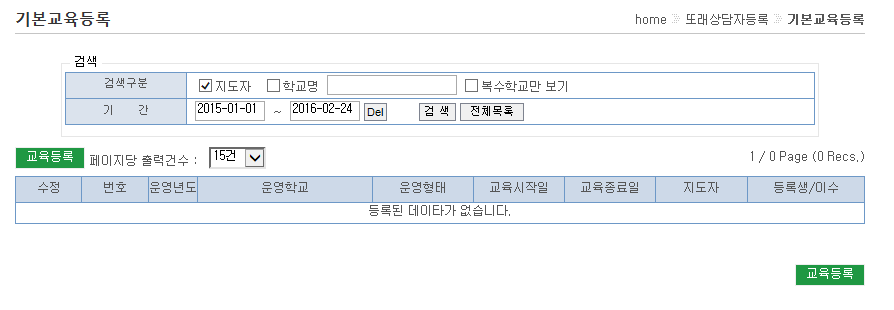 기본교육등록
home 또래상담자등록 기본교육등록
검색
검색구분 지도자 학교명 복수학교만 보기
기 간 2015-01-01 ~ 2016-02-24 Del 검 색 전체목록
교육등록 페이지당 출력건수 : 15건 1 / 0 Page (0 Recs.)
수정 번호 운영년도 운영학교 운영형태 교육시작일 교육종료일 지도자 등록생/이수
등록된 데이타가 없습니다.
교육등록